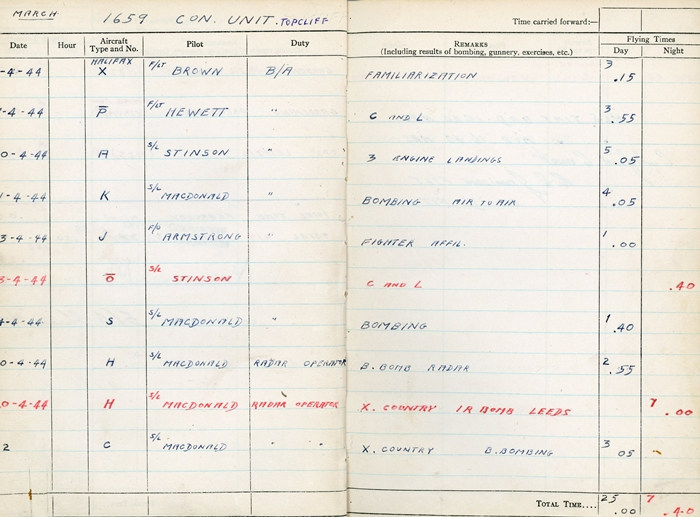 MARCH 1659 CON. UNIT. TOPCLIFF Time carried forward:—
Date Hour Aircraft Type and No. Pilot Duty REMARKS (Including results of bombing, gunnery, exercises, etc.) Flying Times Day Night
-4-44 HALIFAX X F/LT BROWN B/A FAMILIARIZATION 3 .15
-4-44 P F/LT HEWETT " C AND L 3 .55
0-4-44 A S/L STINSON " 3 ENGINE LANDINGS 5 .05
-4-44 K S/L MACDONALD " BOMBING AIR TO AIR 4 .05
3-4-44 J F/O ARMSTRONG " FIGHTER AFFIL. 1 .00
3-4-44 O S/L STINSON C AND L .40
4-4-44 S S/L MACDONALD " BOMBING 1 .40
0-4-44 H S/L MACDONALD RADAR OPERATOR B.BOMB RADAR 2 .55
0-4-44 H S/L MACDONALD RADAR OPERATOR X. COUNTRY IR BOMB LEEDS 7 .00
2 C S/L MACDONALD " " X. COUNTRY B.BOMBING 3 05
TOTAL TIME.... 25 .00 7 .40